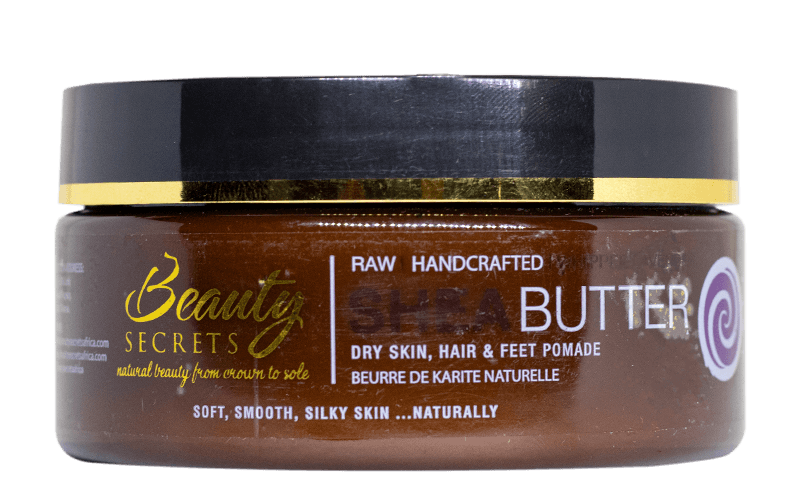 Beauty
SECRETS
natural beauty from crown to sole
RAW HANDCRAFTED
SHEA BUTTER
DRY SKIN, HAIR & FEET POMADE
BEURRE DE KARITE NATURELLE
SOFT, SMOOTH, SILKY SKIN ...NATURALLY